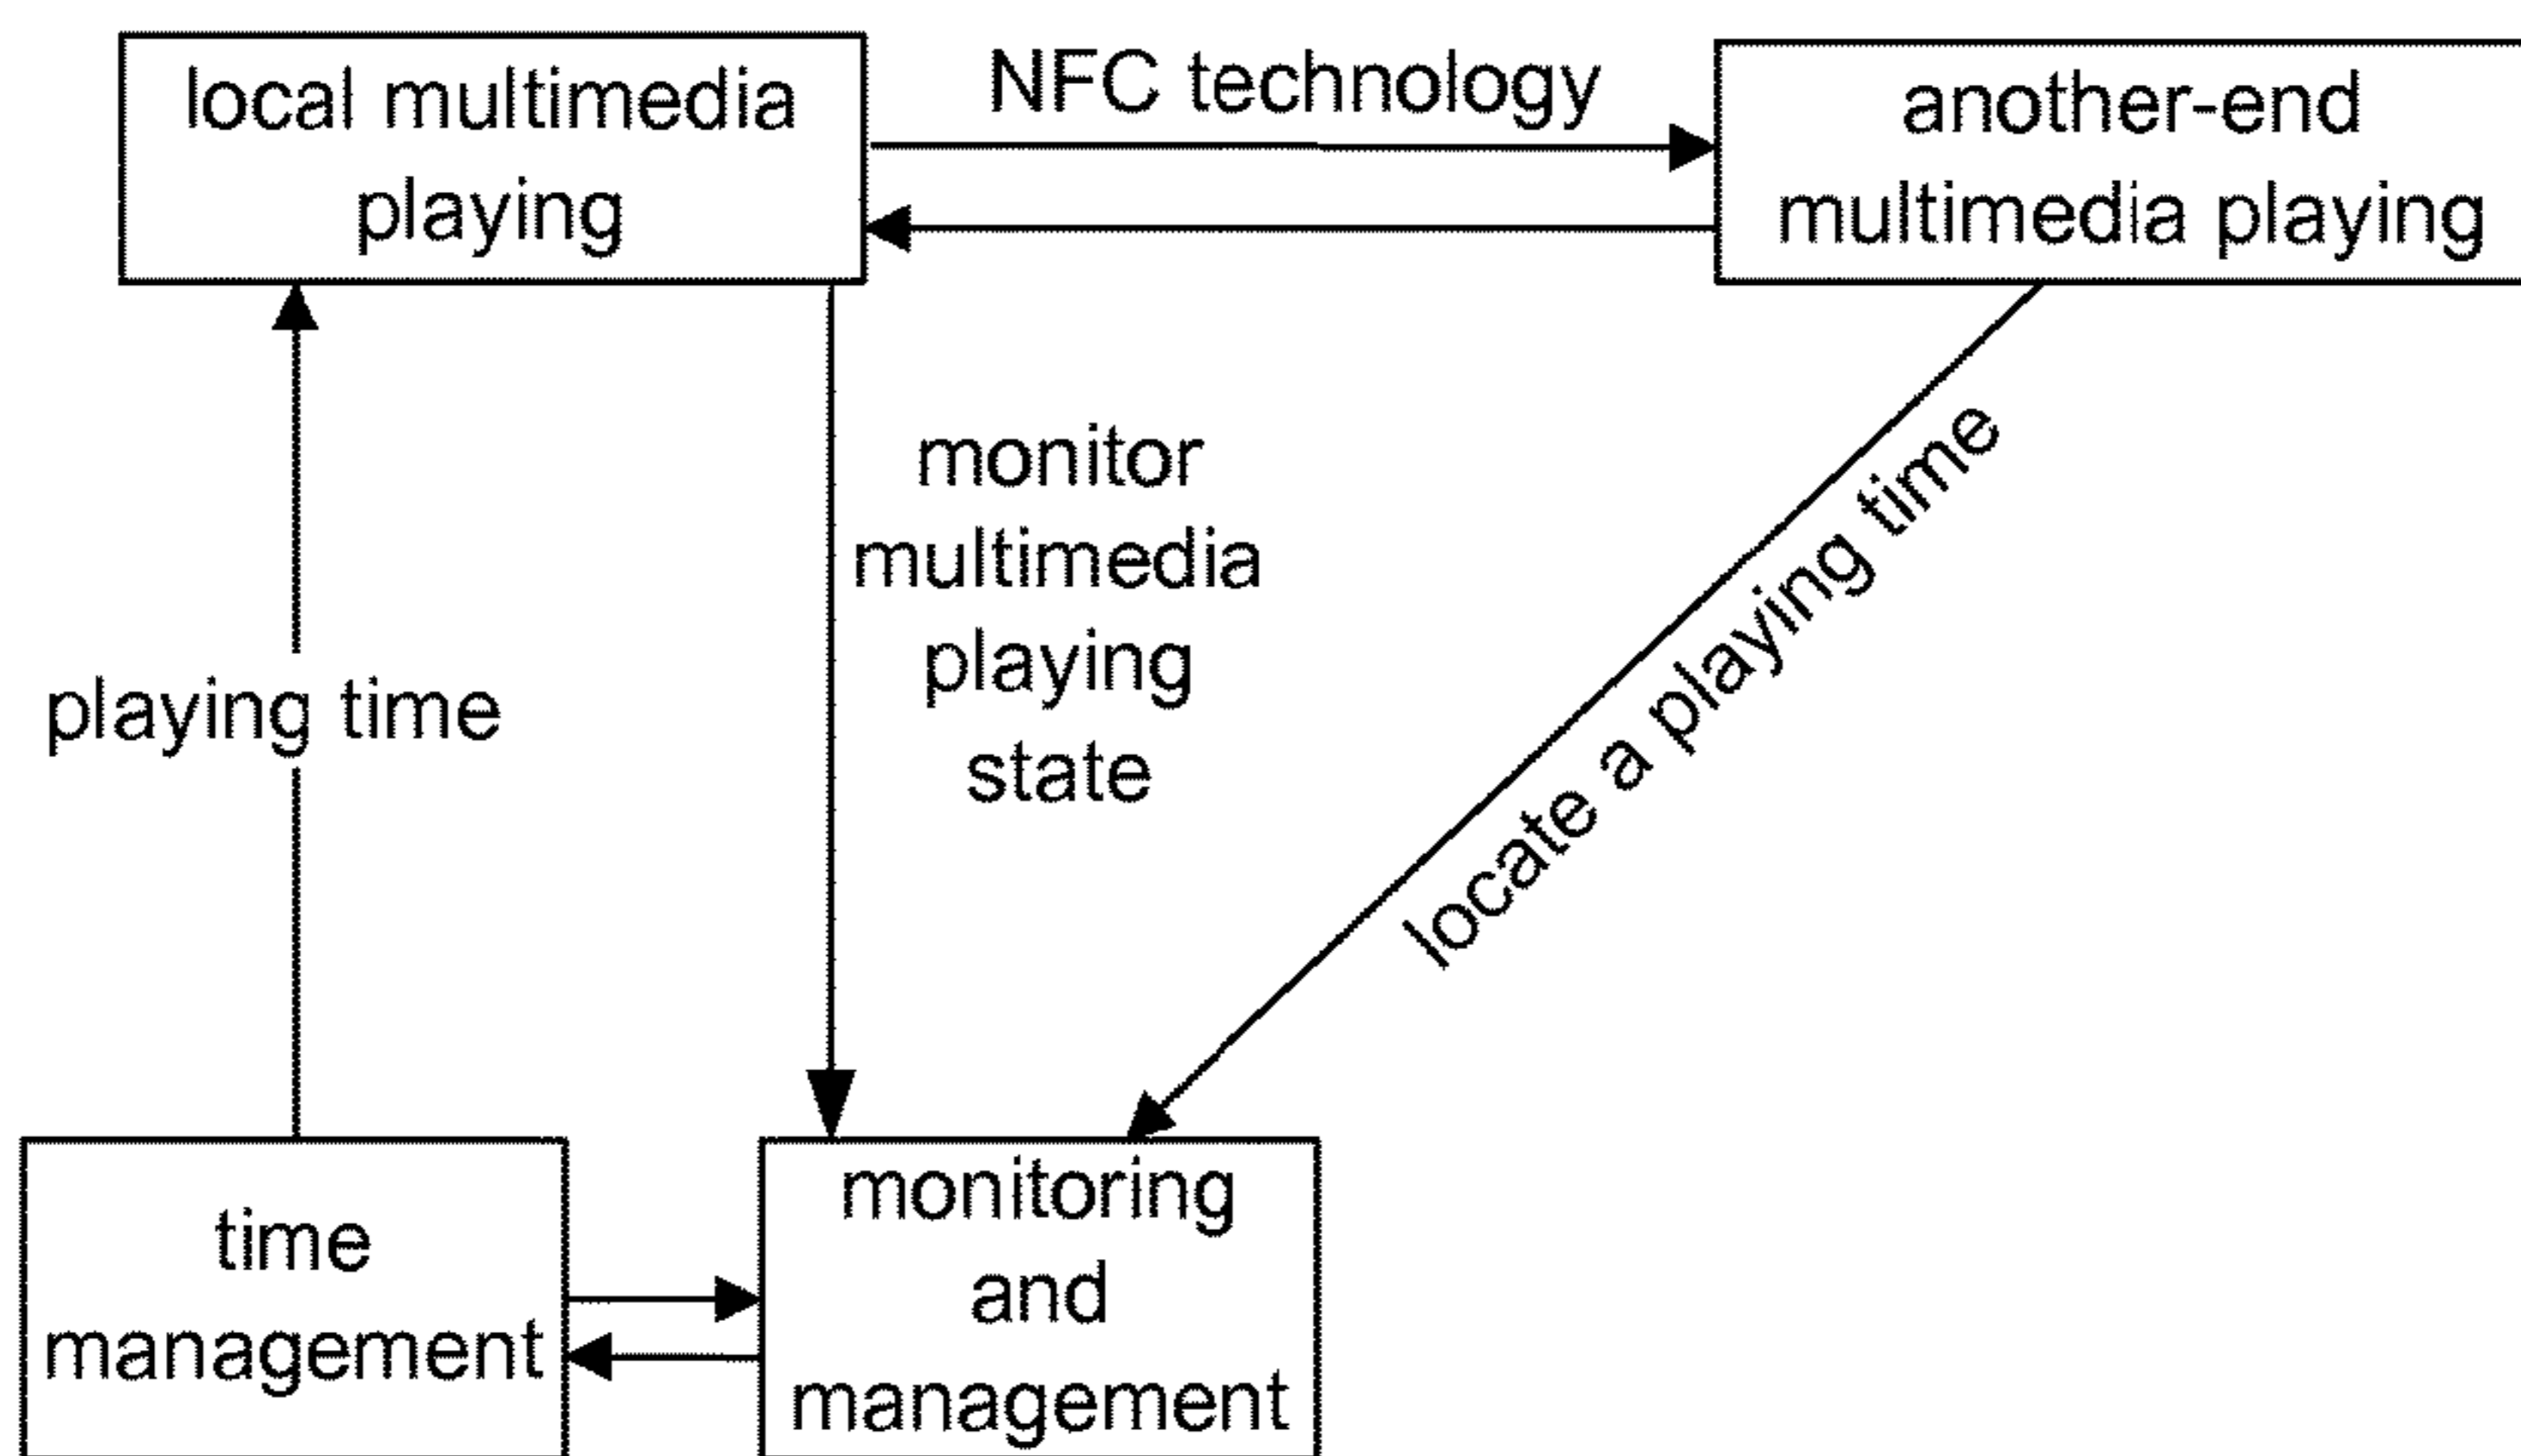 local multimedia
playing
NFC technology
another-end
multimedia playing
monitor
multimedia
playing
state
playing time
locate a playing time
time
management
monitoring
and
management